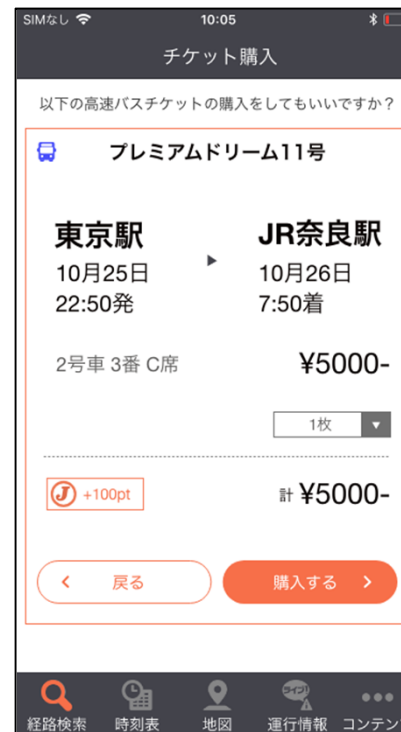 SIMなし 10:05
チケット購入
以下の高速バスチケットの購入をしてもいいですか？
プレミアムドリーム11号
東京駅 ▶ JR奈良駅
10月25日 10月26日
22:50発 7:50着
2号車 3番 C席 ¥5000-
1枚 ▼
J +100pt 計 ¥5000-
< 戻る 購入する >
ライブ!
経路検索 時刻表 地図 運行情報 コンテン